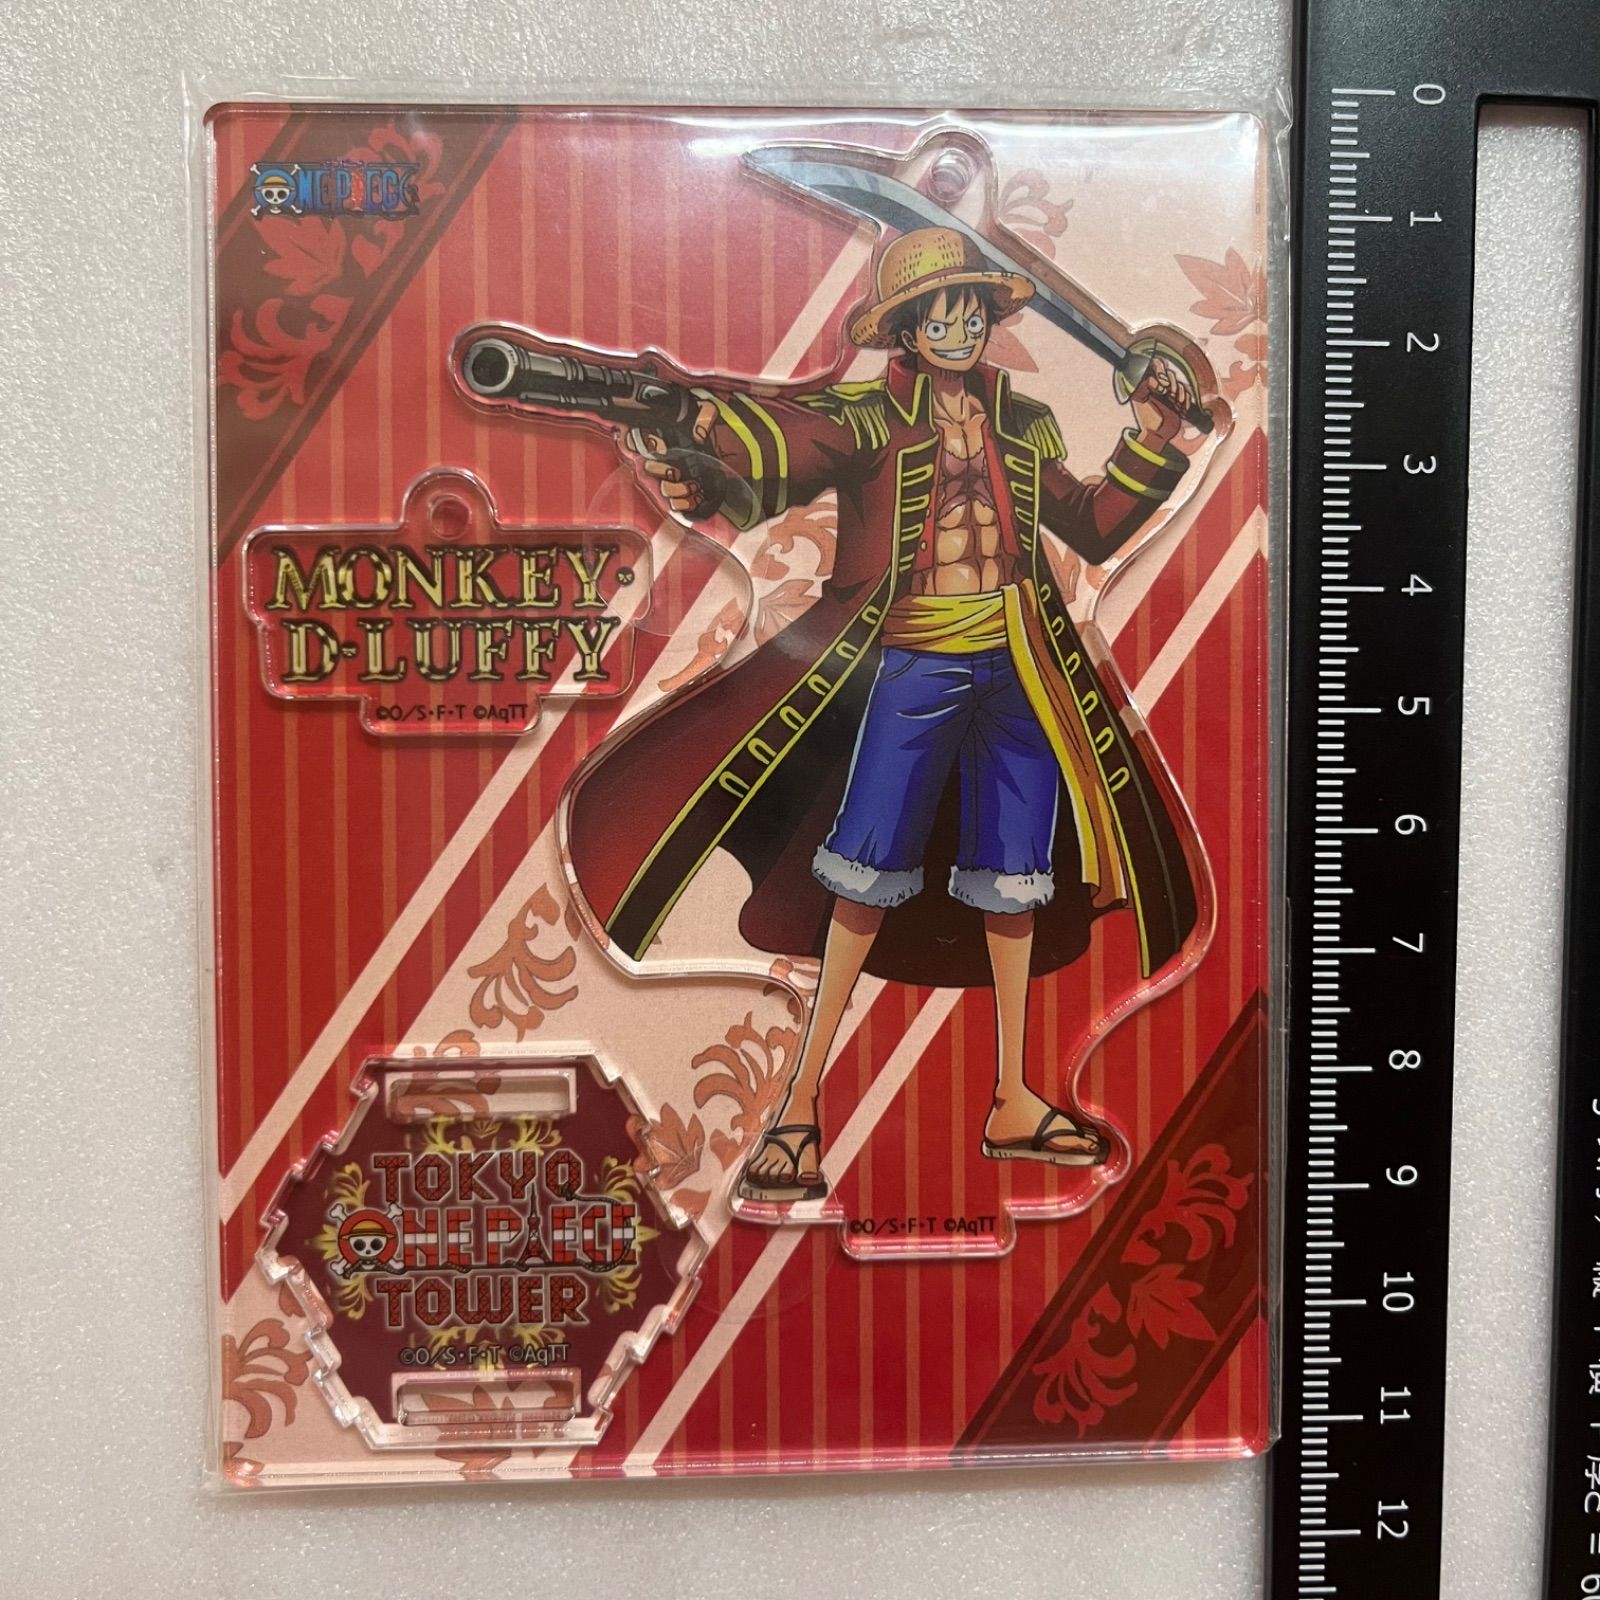 ONE PIECE
MONKEY·
D·LUFFY
©O/S·F·T ©AqTT
©O/S·F·T ©AqTT
TOKYO
ONE PIECE
TOWER
©O/S·F·T ©AqTT
0
1
2
3
4
5
6
7
8
9
10
11
12